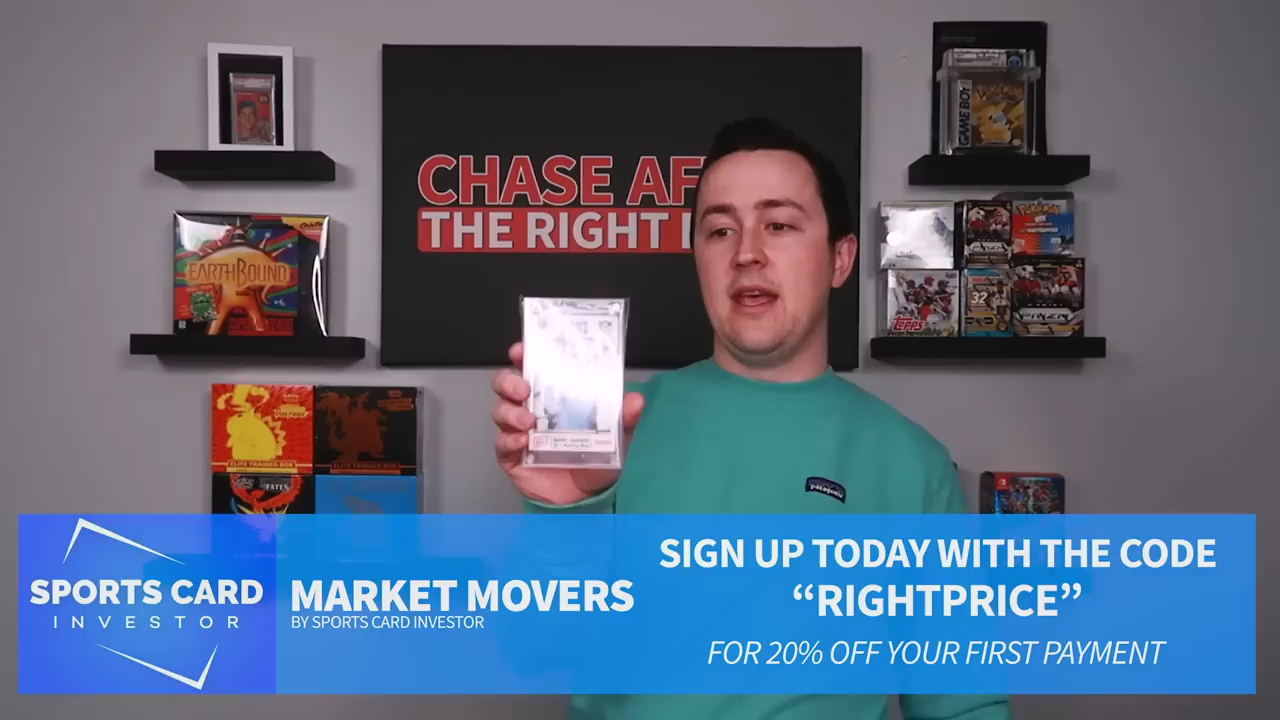 CHASE AF
THE RIGHT
GAME BOY
EARTHBOUND
POKÉMON
TOPPS
32
PRIZM
ELITE TRAINER BOX
ELITE TRAINER BOX
FATES
patagonia
SPORTS CARD
INVESTOR
MARKET MOVERS
BY SPORTS CARD INVESTOR
SIGN UP TODAY WITH THE CODE
“RIGHTPRICE”
FOR 20% OFF YOUR FIRST PAYMENT